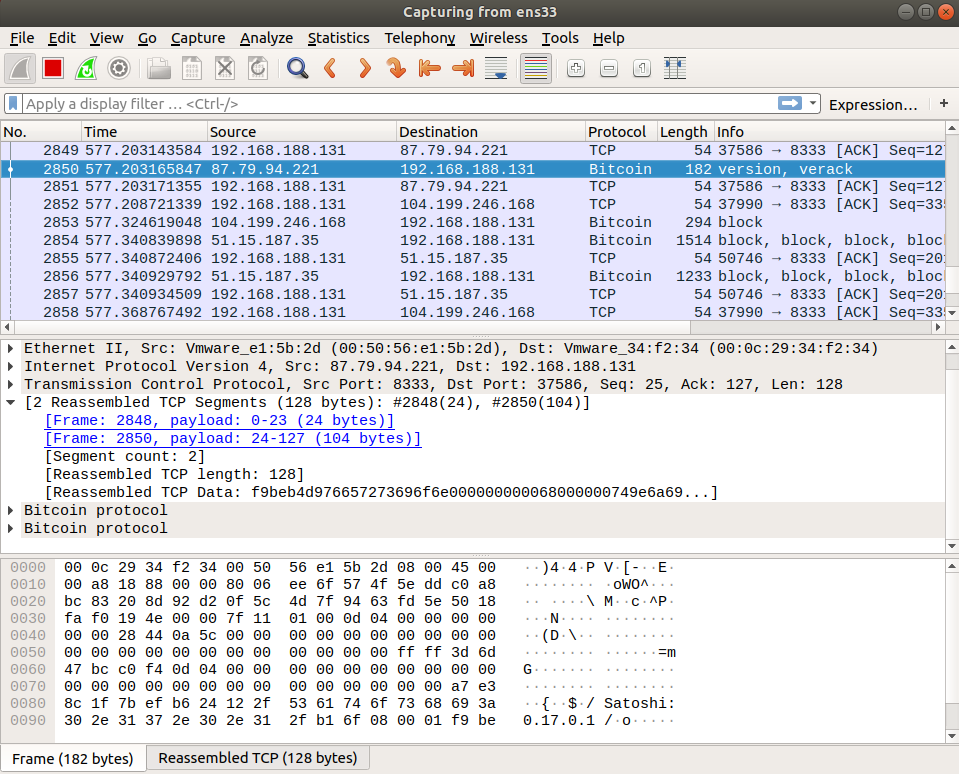 Capturing from ens33
File Edit View Go Capture Analyze Statistics Telephony Wireless Tools Help
Apply a display filter … <Ctrl-/> Expression… +
No. Time Source Destination Protocol Length Info
2849 577.203143584 192.168.188.131 87.79.94.221 TCP 54 37586 → 8333 [ACK] Seq=127
2850 577.203165847 87.79.94.221 192.168.188.131 Bitcoin 182 version, verack
2851 577.203171355 192.168.188.131 87.79.94.221 TCP 54 37586 → 8333 [ACK] Seq=127
2852 577.208721339 192.168.188.131 104.199.246.168 TCP 54 37990 → 8333 [ACK] Seq=335
2853 577.324619048 104.199.246.168 192.168.188.131 Bitcoin 294 block
2854 577.340839898 51.15.187.35 192.168.188.131 Bitcoin 1514 block, block, block, bloc
2855 577.340872406 192.168.188.131 51.15.187.35 TCP 54 50746 → 8333 [ACK] Seq=201
2856 577.340929792 51.15.187.35 192.168.188.131 Bitcoin 1233 block, block, block, bloc
2857 577.340934509 192.168.188.131 51.15.187.35 TCP 54 50746 → 8333 [ACK] Seq=201
2858 577.368767492 192.168.188.131 104.199.246.168 TCP 54 37990 → 8333 [ACK] Seq=335
Ethernet II, Src: Vmware_e1:5b:2d (00:50:56:e1:5b:2d), Dst: Vmware_34:f2:34 (00:0c:29:34:f2:34)
Internet Protocol Version 4, Src: 87.79.94.221, Dst: 192.168.188.131
Transmission Control Protocol, Src Port: 8333, Dst Port: 37586, Seq: 25, Ack: 127, Len: 128
[2 Reassembled TCP Segments (128 bytes): #2848(24), #2850(104)]
[Frame: 2848, payload: 0-23 (24 bytes)]
[Frame: 2850, payload: 24-127 (104 bytes)]
[Segment count: 2]
[Reassembled TCP length: 128]
[Reassembled TCP Data: f9beb4d976657273696f6e000000000068000000749e6a69...]
Bitcoin protocol
Bitcoin protocol
0000 00 0c 29 34 f2 34 00 50 56 e1 5b 2d 08 00 45 00 ··)4·4·P V·[-··E·
0010 00 a8 18 88 00 00 80 06 ee 6f 57 4f 5e dd c0 a8 ········ ·oWO^···
0020 bc 83 20 8d 92 d2 0f 5c 4d 7f 94 63 fd 5e 50 18 ·· ····\ M··c·^P·
0030 fa f0 19 4e 00 00 7f 11 01 00 0d 04 00 00 00 00 ···N···· ········
0040 00 00 28 44 0a 5c 00 00 00 00 00 00 00 00 00 00 ··(D·\·· ········
0050 00 00 00 00 00 00 00 00 00 00 00 00 ff ff 3d 6d ········ ······=m
0060 47 bc c0 f4 0d 04 00 00 00 00 00 00 00 00 00 00 G······· ········
0070 00 00 00 00 00 00 00 00 00 00 00 00 00 00 a7 e3 ········ ········
0080 8c 1f 7b ef b6 24 12 2f 53 61 74 6f 73 68 69 3a ··{··$·/ Satoshi:
0090 30 2e 31 37 2e 30 2e 31 2f b1 6f 08 00 01 f9 be 0.17.0.1 /·o·····
Frame (182 bytes) Reassembled TCP (128 bytes)